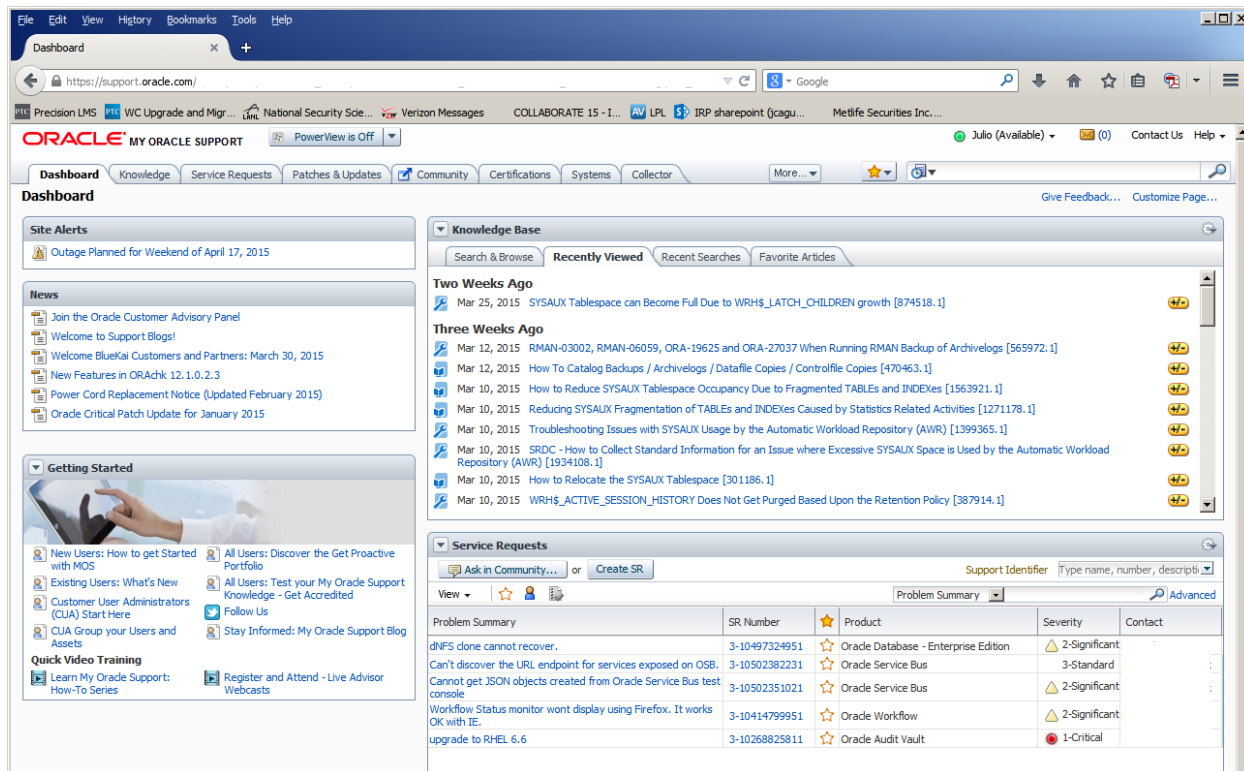 File Edit View History Bookmarks Tools Help
Dashboard
https://support.oracle.com/
Google
Precision LMS WC Upgrade and Migr... National Security Scie... Verizon Messages COLLABORATE 15 - I... LPL IRP sharepoint (jcagu... Metlife Securities Inc....
ORACLE MY ORACLE SUPPORT PowerView is Off Julio (Available) (0) Contact Us Help
Dashboard Knowledge Service Requests Patches & Updates Community Certifications Systems Collector More...
Dashboard
Give Feedback... Customize Page...
Site Alerts
Outage Planned for Weekend of April 17, 2015
News
Join the Oracle Customer Advisory Panel
Welcome to Support Blogs!
Welcome BlueKai Customers and Partners: March 30, 2015
New Features in ORAchk 12.1.0.2.3
Power Cord Replacement Notice (Updated February 2015)
Oracle Critical Patch Update for January 2015
Getting Started
New Users: How to get Started with MOS
Existing Users: What's New
Customer User Administrators (CUA) Start Here
CUA Group your Users and Assets
All Users: Discover the Get Proactive Portfolio
All Users: Test your My Oracle Support Knowledge - Get Accredited
Follow Us
Stay Informed: My Oracle Support Blog
Quick Video Training
Learn My Oracle Support: How-To Series
Register and Attend - Live Advisor Webcasts
Knowledge Base
Search & Browse Recently Viewed Recent Searches Favorite Articles
Two Weeks Ago
Mar 25, 2015 SYSAUX Tablespace can Become Full Due to WRH$_LATCH_CHILDREN growth [874518.1]
Three Weeks Ago
Mar 12, 2015 RMAN-03002, RMAN-06059, ORA-19625 and ORA-27037 When Running RMAN Backup of Archivelogs [565972.1]
Mar 12, 2015 How To Catalog Backups / Archivelogs / Datafile Copies / Controlfile Copies [470463.1]
Mar 10, 2015 How to Reduce SYSAUX Tablespace Occupancy Due to Fragmented TABLEs and INDEXes [1563921.1]
Mar 10, 2015 Reducing SYSAUX Fragmentation of TABLEs and INDEXes Caused by Statistics Related Activities [1271178.1]
Mar 10, 2015 Troubleshooting Issues with SYSAUX Usage by the Automatic Workload Repository (AWR) [1399365.1]
Mar 10, 2015 SRDC - How to Collect Standard Information for an Issue where Excessive SYSAUX Space is Used by the Automatic Workload
Repository (AWR) [1934108.1]
Mar 10, 2015 How to Relocate the SYSAUX Tablespace [301186.1]
Mar 10, 2015 WRH$_ACTIVE_SESSION_HISTORY Does Not Get Purged Based Upon the Retention Policy [387914.1]
Service Requests
Ask in Community... or Create SR Support Identifier Type name, number, descripti
View Problem Summary Advanced
Problem Summary SR Number Product Severity Contact
dNFS clone cannot recover. 3-10497324951 Oracle Database - Enterprise Edition 2-Significant
Can't discover the URL endpoint for services exposed on OSB. 3-10502382231 Oracle Service Bus 3-Standard
Cannot get JSON objects created from Oracle Service Bus test
console 3-10502351021 Oracle Service Bus 2-Significant
Workflow Status monitor wont display using Firefox. It works
OK with IE. 3-10414799951 Oracle Workflow 2-Significant
upgrade to RHEL 6.6 3-10268825811 Oracle Audit Vault 1-Critical